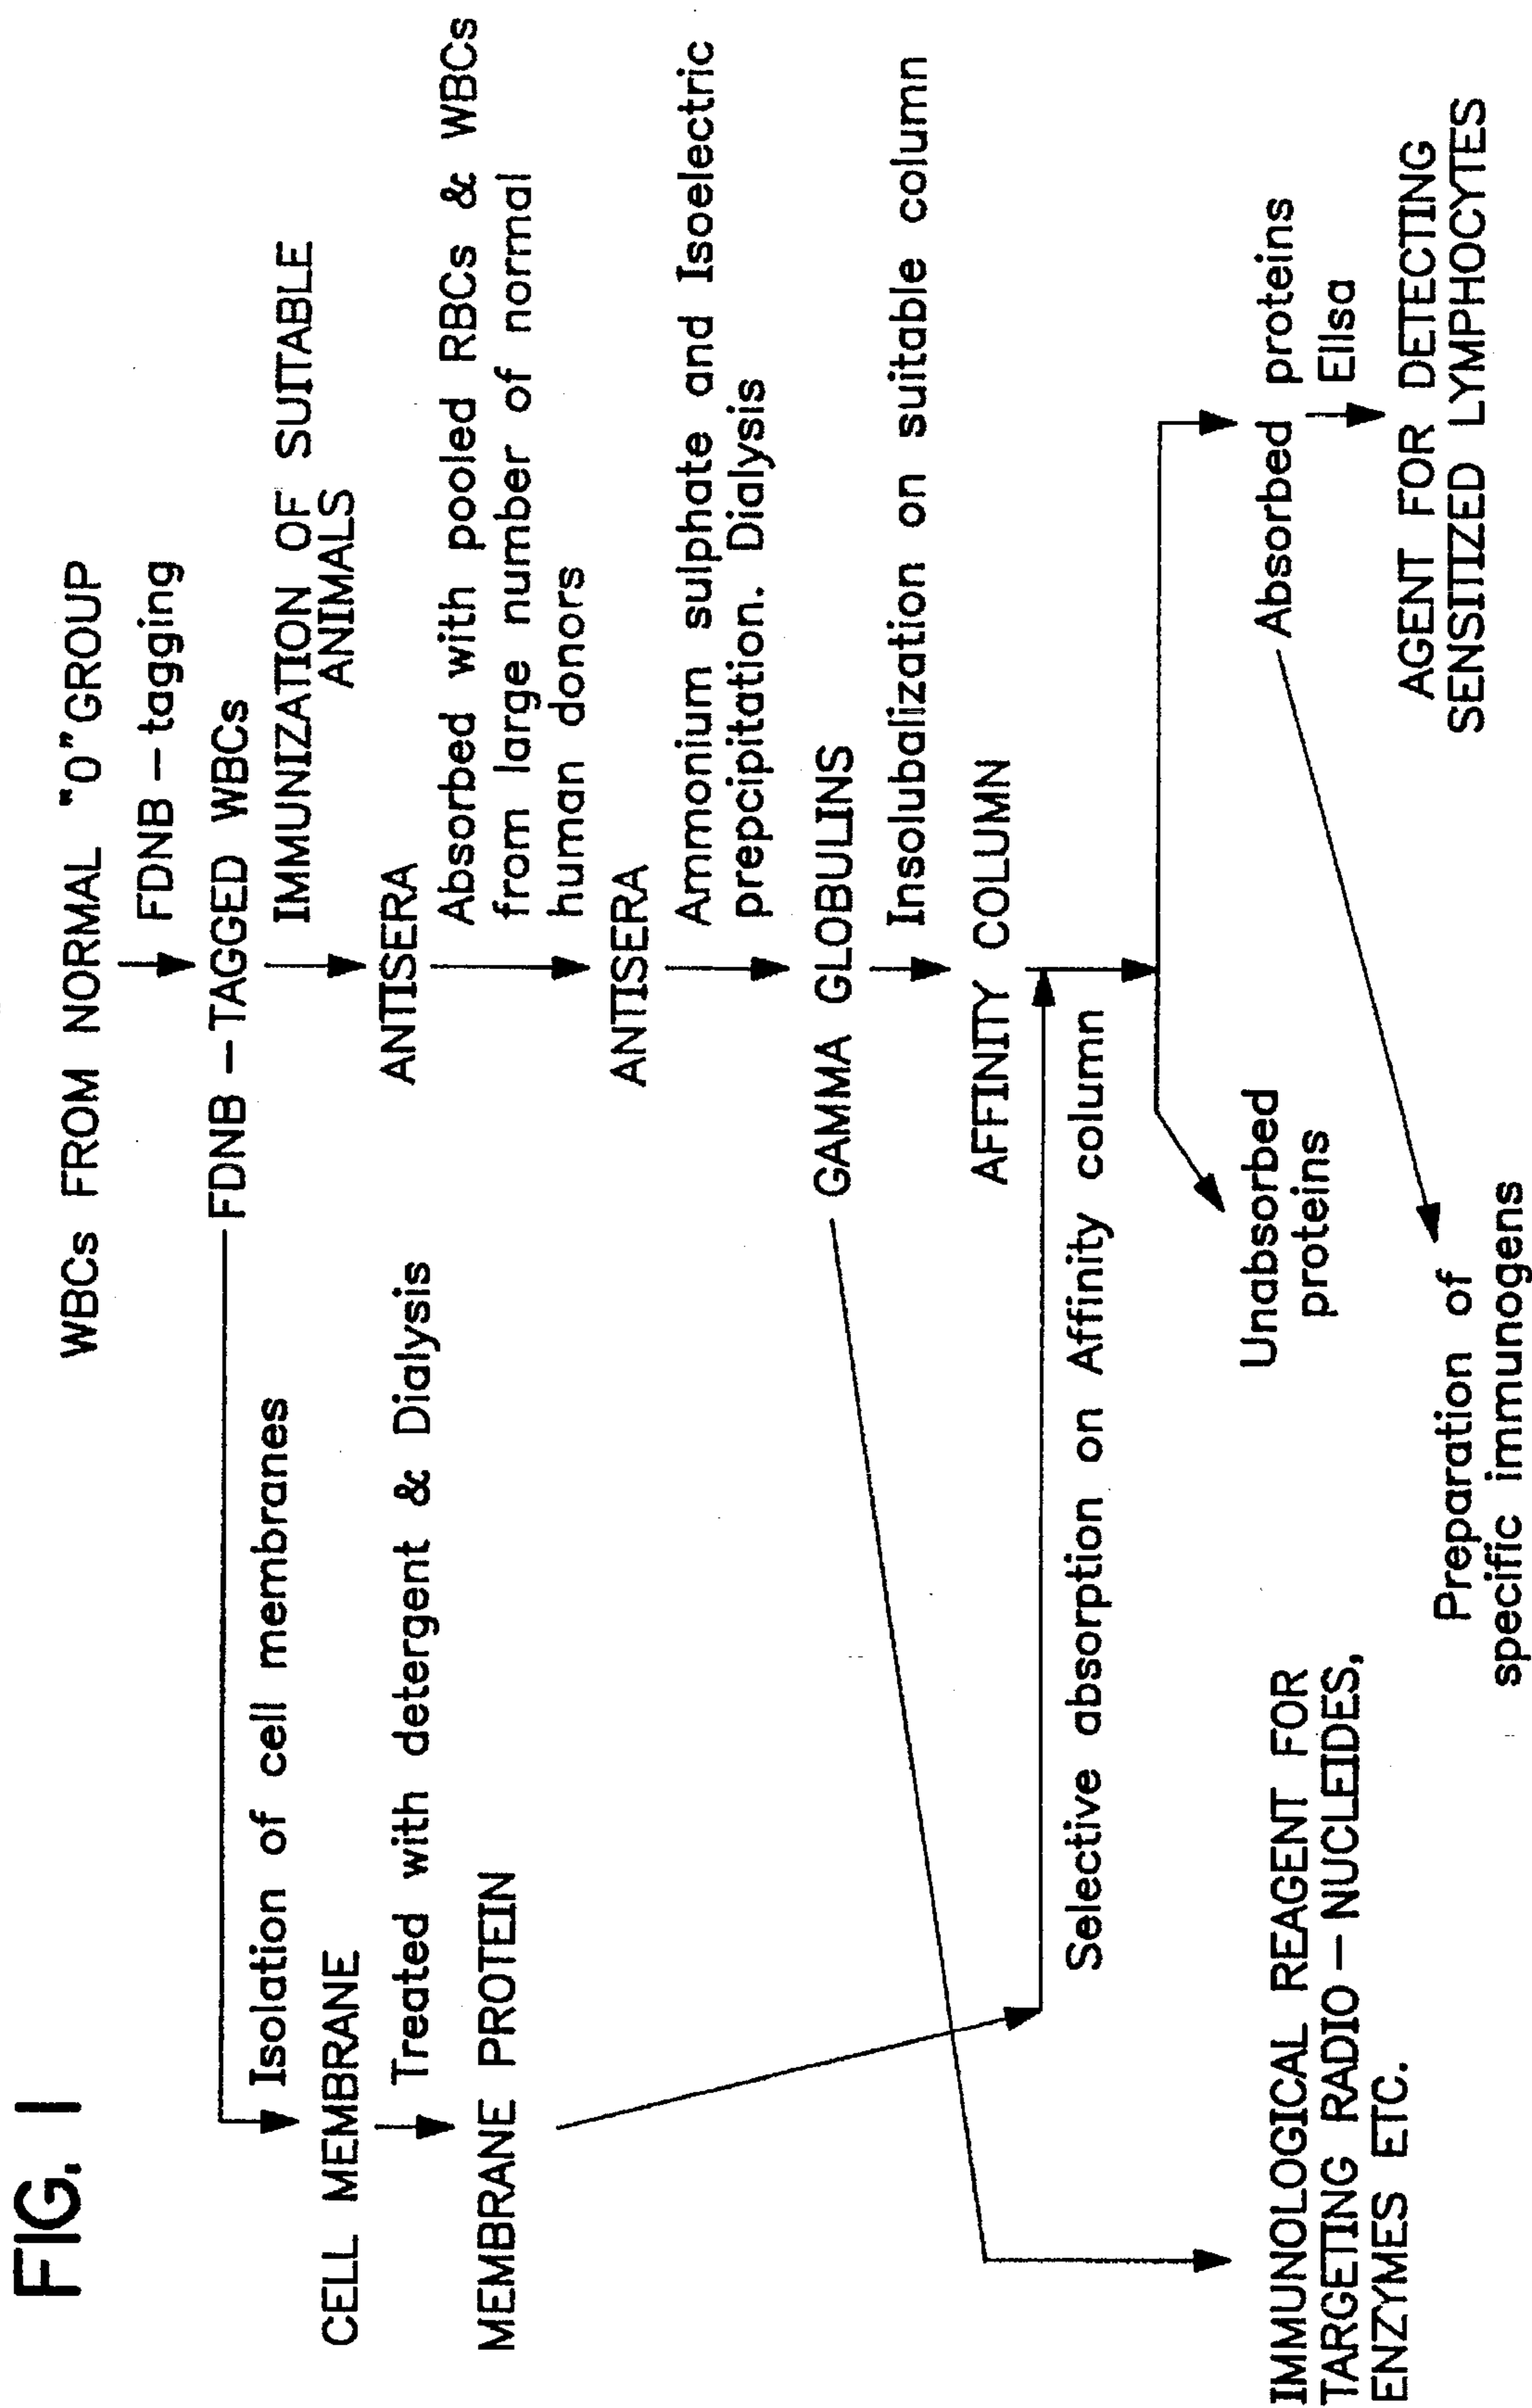 FIG. 1
WBCs FROM NORMAL "O" GROUP
FDNB – tagging
FDNB – TAGGED WBCs
Isolation of cell membranes
IMMUNIZATION OF SUITABLE
ANIMALS
CELL MEMBRANE
ANTISERA
Treated with detergent & Dialysis
Absorbed with pooled RBCs & WBCs
from large number of normal
human donors
MEMBRANE PROTEIN
ANTISERA
Ammonium sulphate and Isoelectric
prepcipitation. Dialysis
GAMMA GLOBULINS
Insolubalization on suitable column
AFFINITY COLUMN
Selective absorption on Affinity column
Unabsorbed
proteins
Absorbed proteins
Ellsa
IMMUNOLOGICAL REAGENT FOR
TARGETING RADIO – NUCLEIDES,
ENZYMES ETC.
AGENT FOR DETECTING
SENSITIZED LYMPHOCYTES
Preparation of
specific immunogens